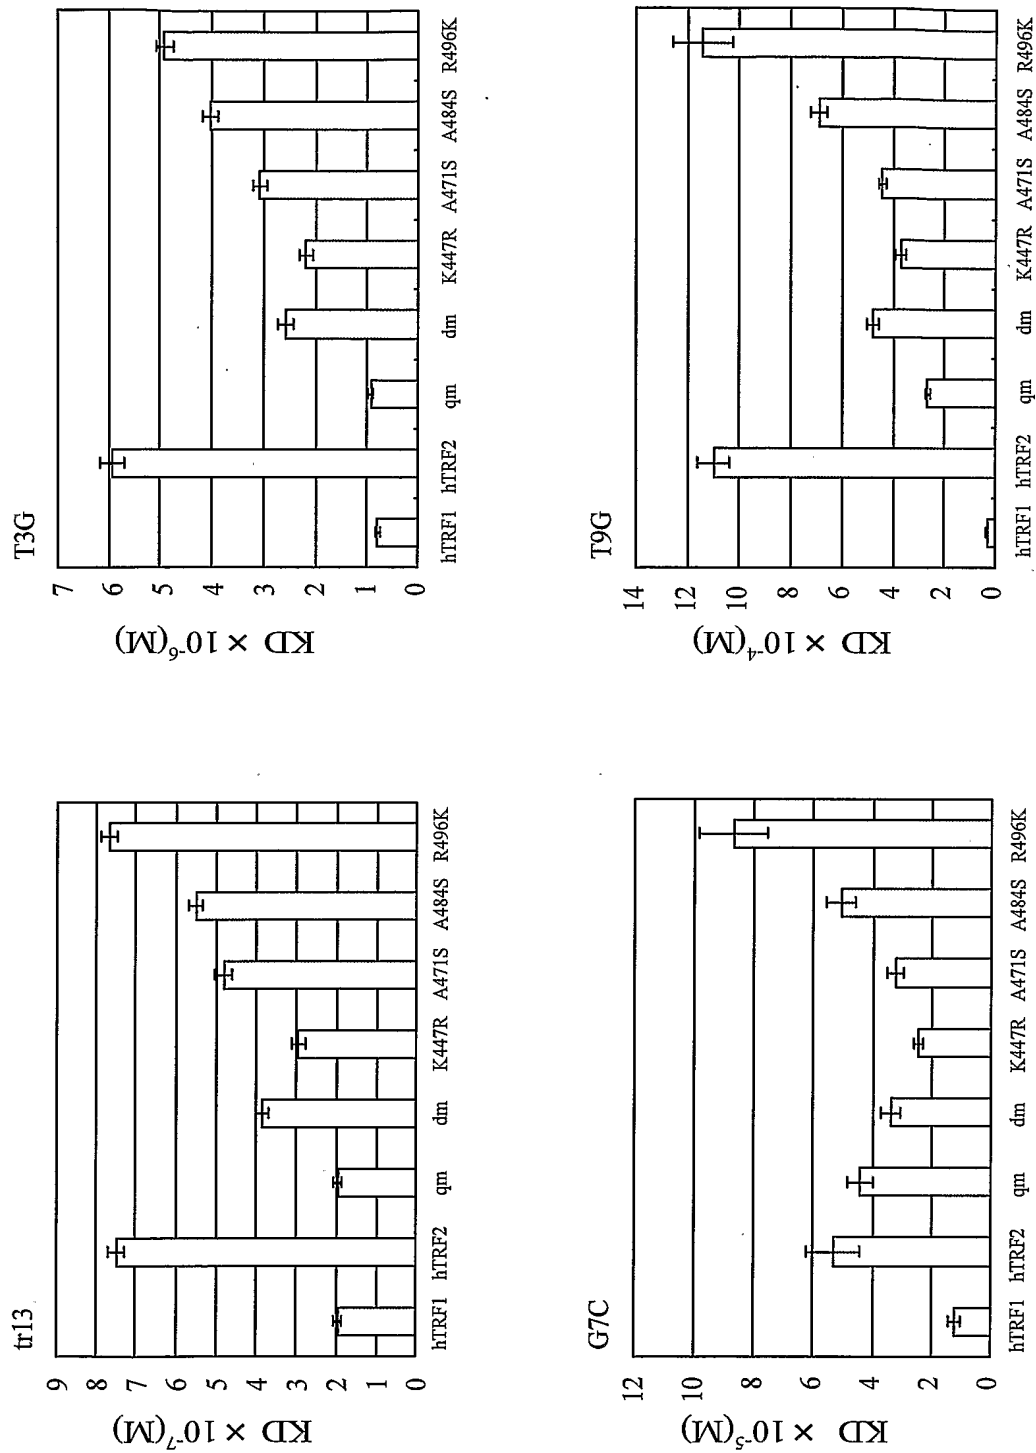 tr13
KD × 10⁻⁷(M)
9
8
7
6
5
4
3
2
1
0
hTRF1 hTRF2 qm dm K447R A471S A484S R496K
T3G
KD × 10⁻⁶(M)
7
6
5
4
3
2
1
0
hTRF1 hTRF2 qm dm K447R A471S A484S R496K
G7C
KD × 10⁻⁵(M)
12
10
8
6
4
2
0
hTRF1 hTRF2 qm dm K447R A471S A484S R496K
T9G
KD × 10⁻⁴(M)
14
12
10
8
6
4
2
0
hTRF1 hTRF2 qm dm K447R A471S A484S R496K